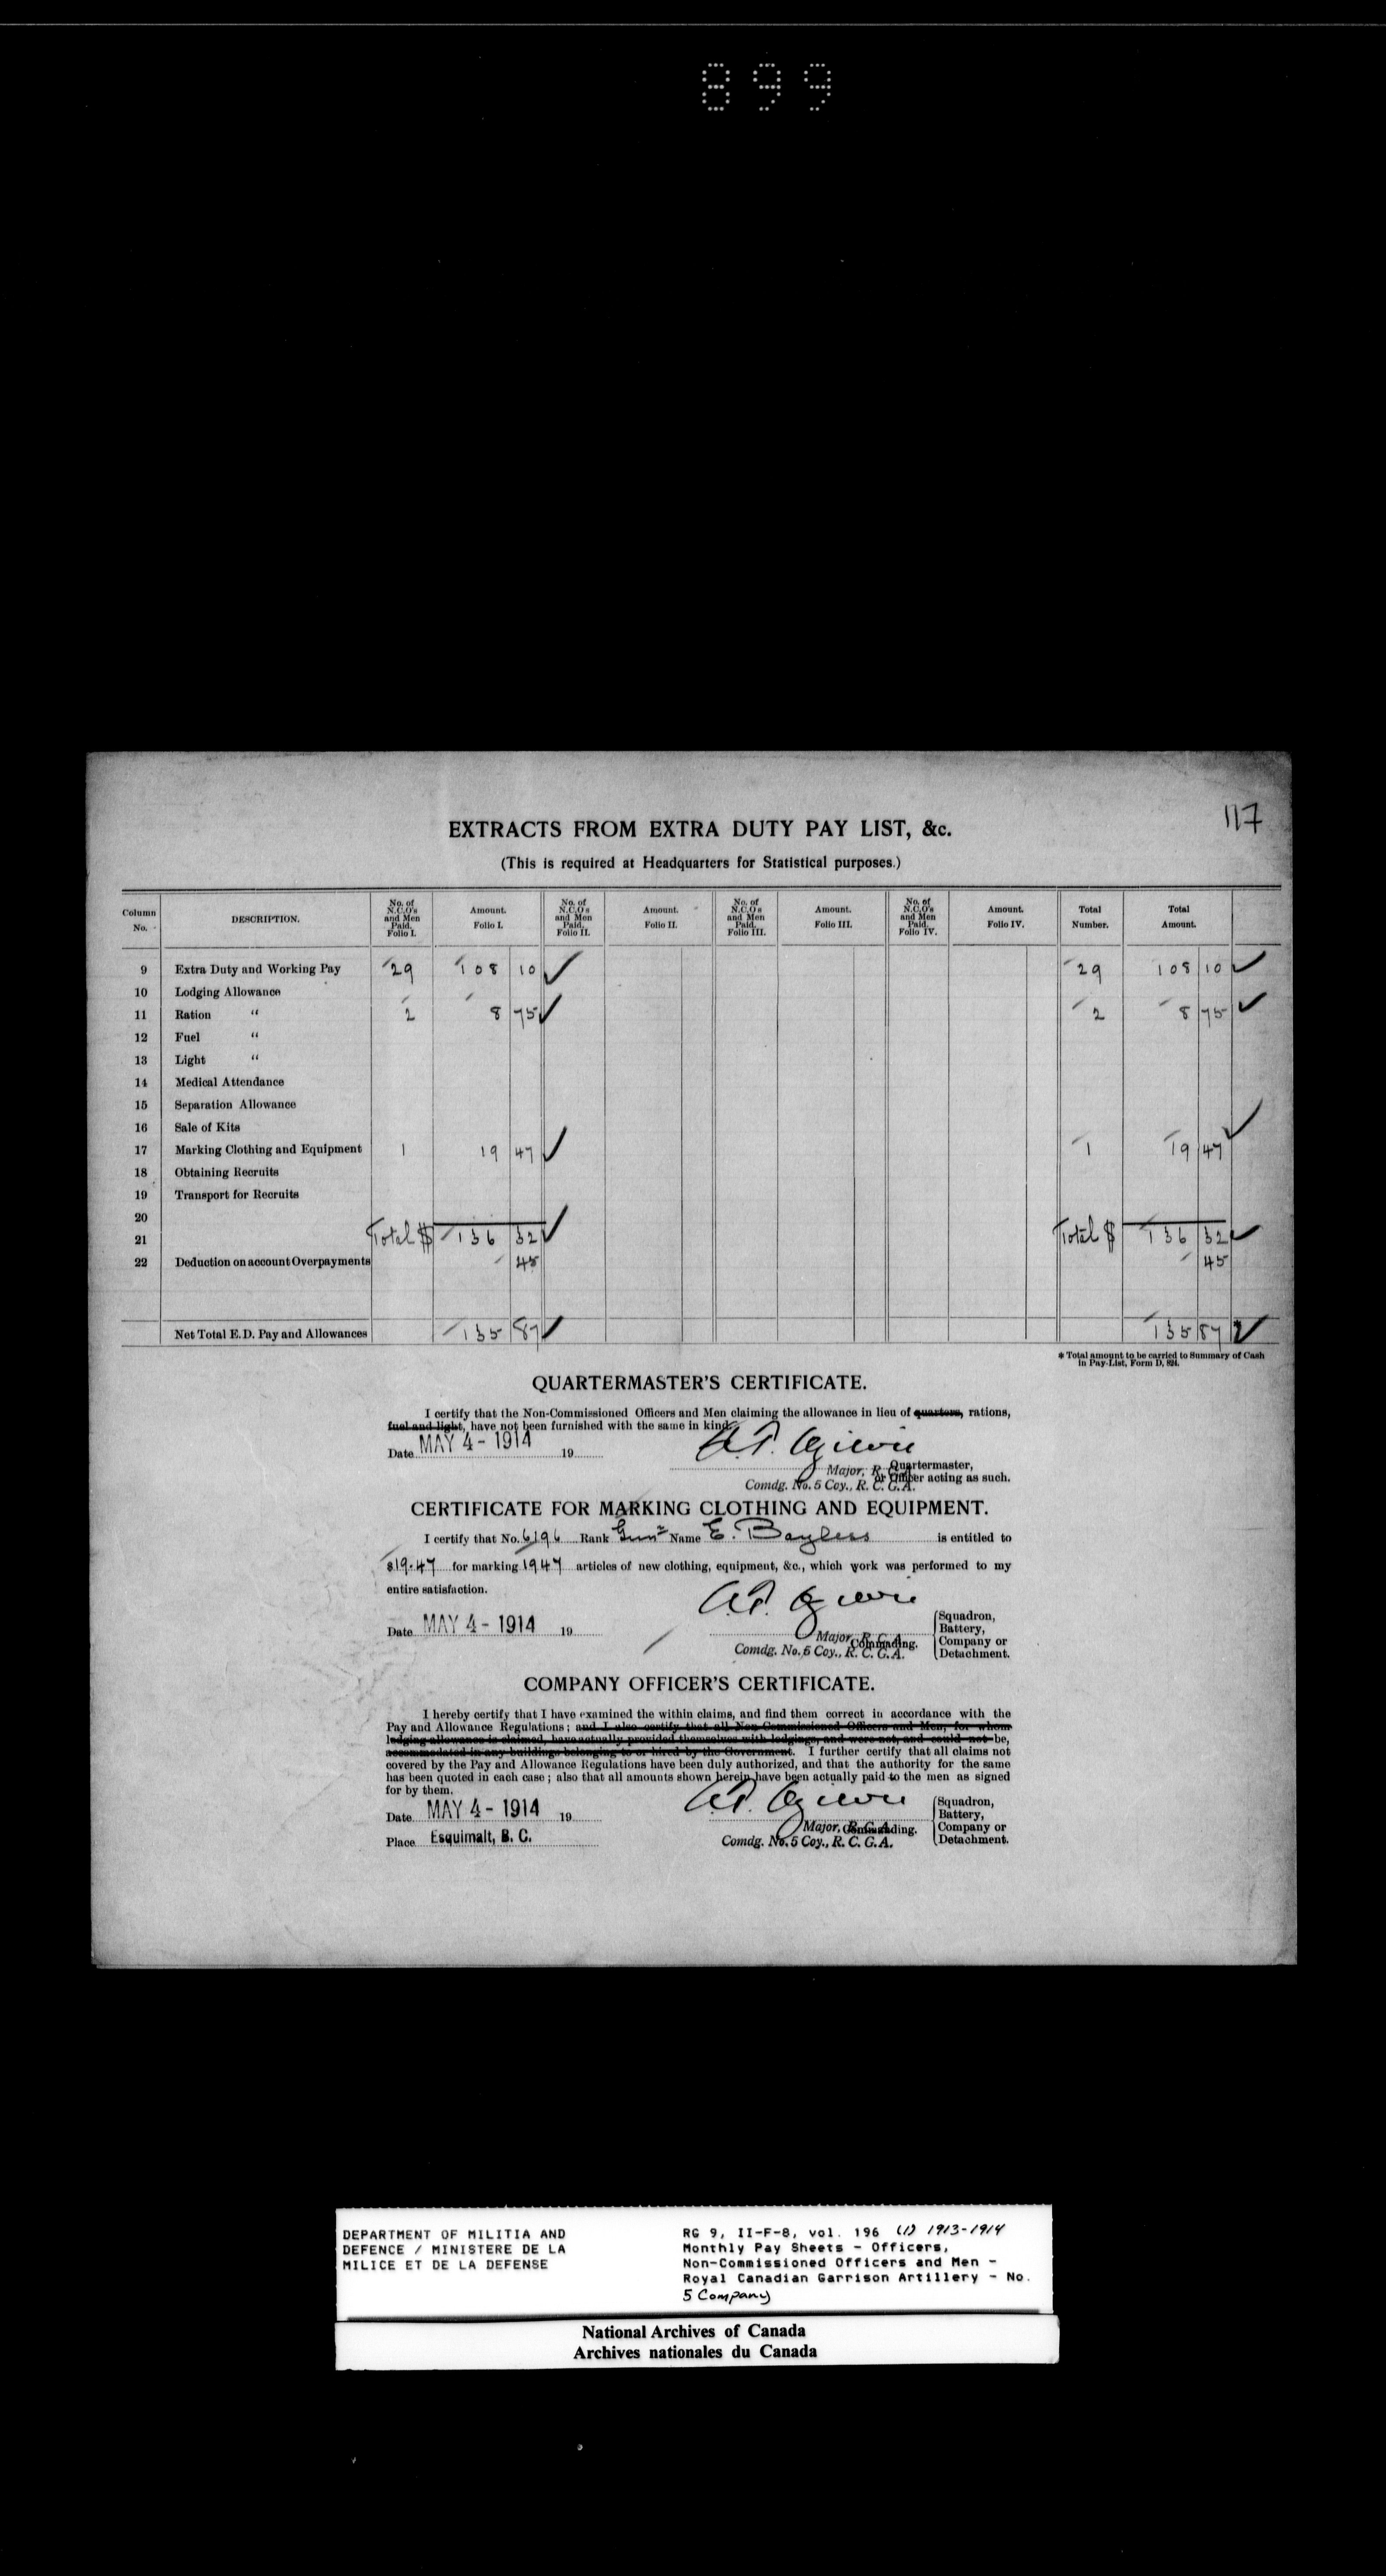 899
117
EXTRACTS FROM EXTRA DUTY PAY LIST, &c.
(This is required at Headquarters for Statistical purposes.)
Column No. DESCRIPTION. No. of N.C.O's and Men Paid. Folio I. Amount. Folio I. No. of N.C.O's and Men Paid. Folio II. Amount. Folio II. No. of N.C.O's and Men Paid. Folio III. Amount. Folio III. No. of N.C.O's and Men Paid. Folio IV. Amount. Folio IV. Total Number. Total Amount.
9 Extra Duty and Working Pay 29 108 10 ✓ 29 108 10 ✓
10 Lodging Allowance
11 Ration " 2 8 75 ✓ 2 8 75 ✓
12 Fuel "
13 Light "
14 Medical Attendance
15 Separation Allowance
16 Sale of Kits
17 Marking Clothing and Equipment 1 19 47 ✓ 1 19 47 ✓
18 Obtaining Recruits
19 Transport for Recruits
20
21 Total $ 136 32 ✓ Total $ 136 32 ✓
22 Deduction on account Overpayments 45 45
Net Total E.D. Pay and Allowances 135 87 ✓ 135 87 ✓
* Total amount to be carried to Summary of Cash
in Pay-List, Form D, 824.
QUARTERMASTER'S CERTIFICATE.
I certify that the Non-Commissioned Officers and Men claiming the allowance in lieu of quarters, rations,
fuel and light, have not been furnished with the same in kind.
Date MAY 4 - 1914 19
Quartermaster,
Major, R. C. G. A.
or Officer acting as such.
Comdg. No. 5 Coy., R. C. G. A.
CERTIFICATE FOR MARKING CLOTHING AND EQUIPMENT.
I certify that No. 6196 Rank Gunr Name E. Bayless is entitled to
$19.47 for marking 1947 articles of new clothing, equipment, &c., which work was performed to my
entire satisfaction.
Date MAY 4 - 1914 19
Major, R. C. A.
Commanding.
Comdg. No. 5 Coy., R. C. G. A.
Squadron,
Battery,
Company or
Detachment.
COMPANY OFFICER'S CERTIFICATE.
I hereby certify that I have examined the within claims, and find them correct in accordance with the
Pay and Allowance Regulations; and I also certify that all Non-Commissioned Officers and Men, for whom
lodging allowance is claimed, have actually provided themselves with lodgings, and were not, and could not be,
accommodated in any buildings belonging to or hired by the Government. I further certify that all claims not
covered by the Pay and Allowance Regulations have been duly authorized, and that the authority for the same
has been quoted in each case; also that all amounts shown herein have been actually paid to the men as signed
for by them.
Date MAY 4 - 1914 19
Place Esquimalt, B. C.
Major, R. C. A.
Commanding.
Comdg. No. 5 Coy., R. C. G. A.
Squadron,
Battery,
Company or
Detachment.
DEPARTMENT OF MILITIA AND
DEFENCE / MINISTERE DE LA
MILICE ET DE LA DEFENSE
RG 9, II-F-8, vol. 196 (1) 1913-1914
Monthly Pay Sheets - Officers,
Non-Commissioned Officers and Men -
Royal Canadian Garrison Artillery - No.
5 Company
National Archives of Canada
Archives nationales du Canada